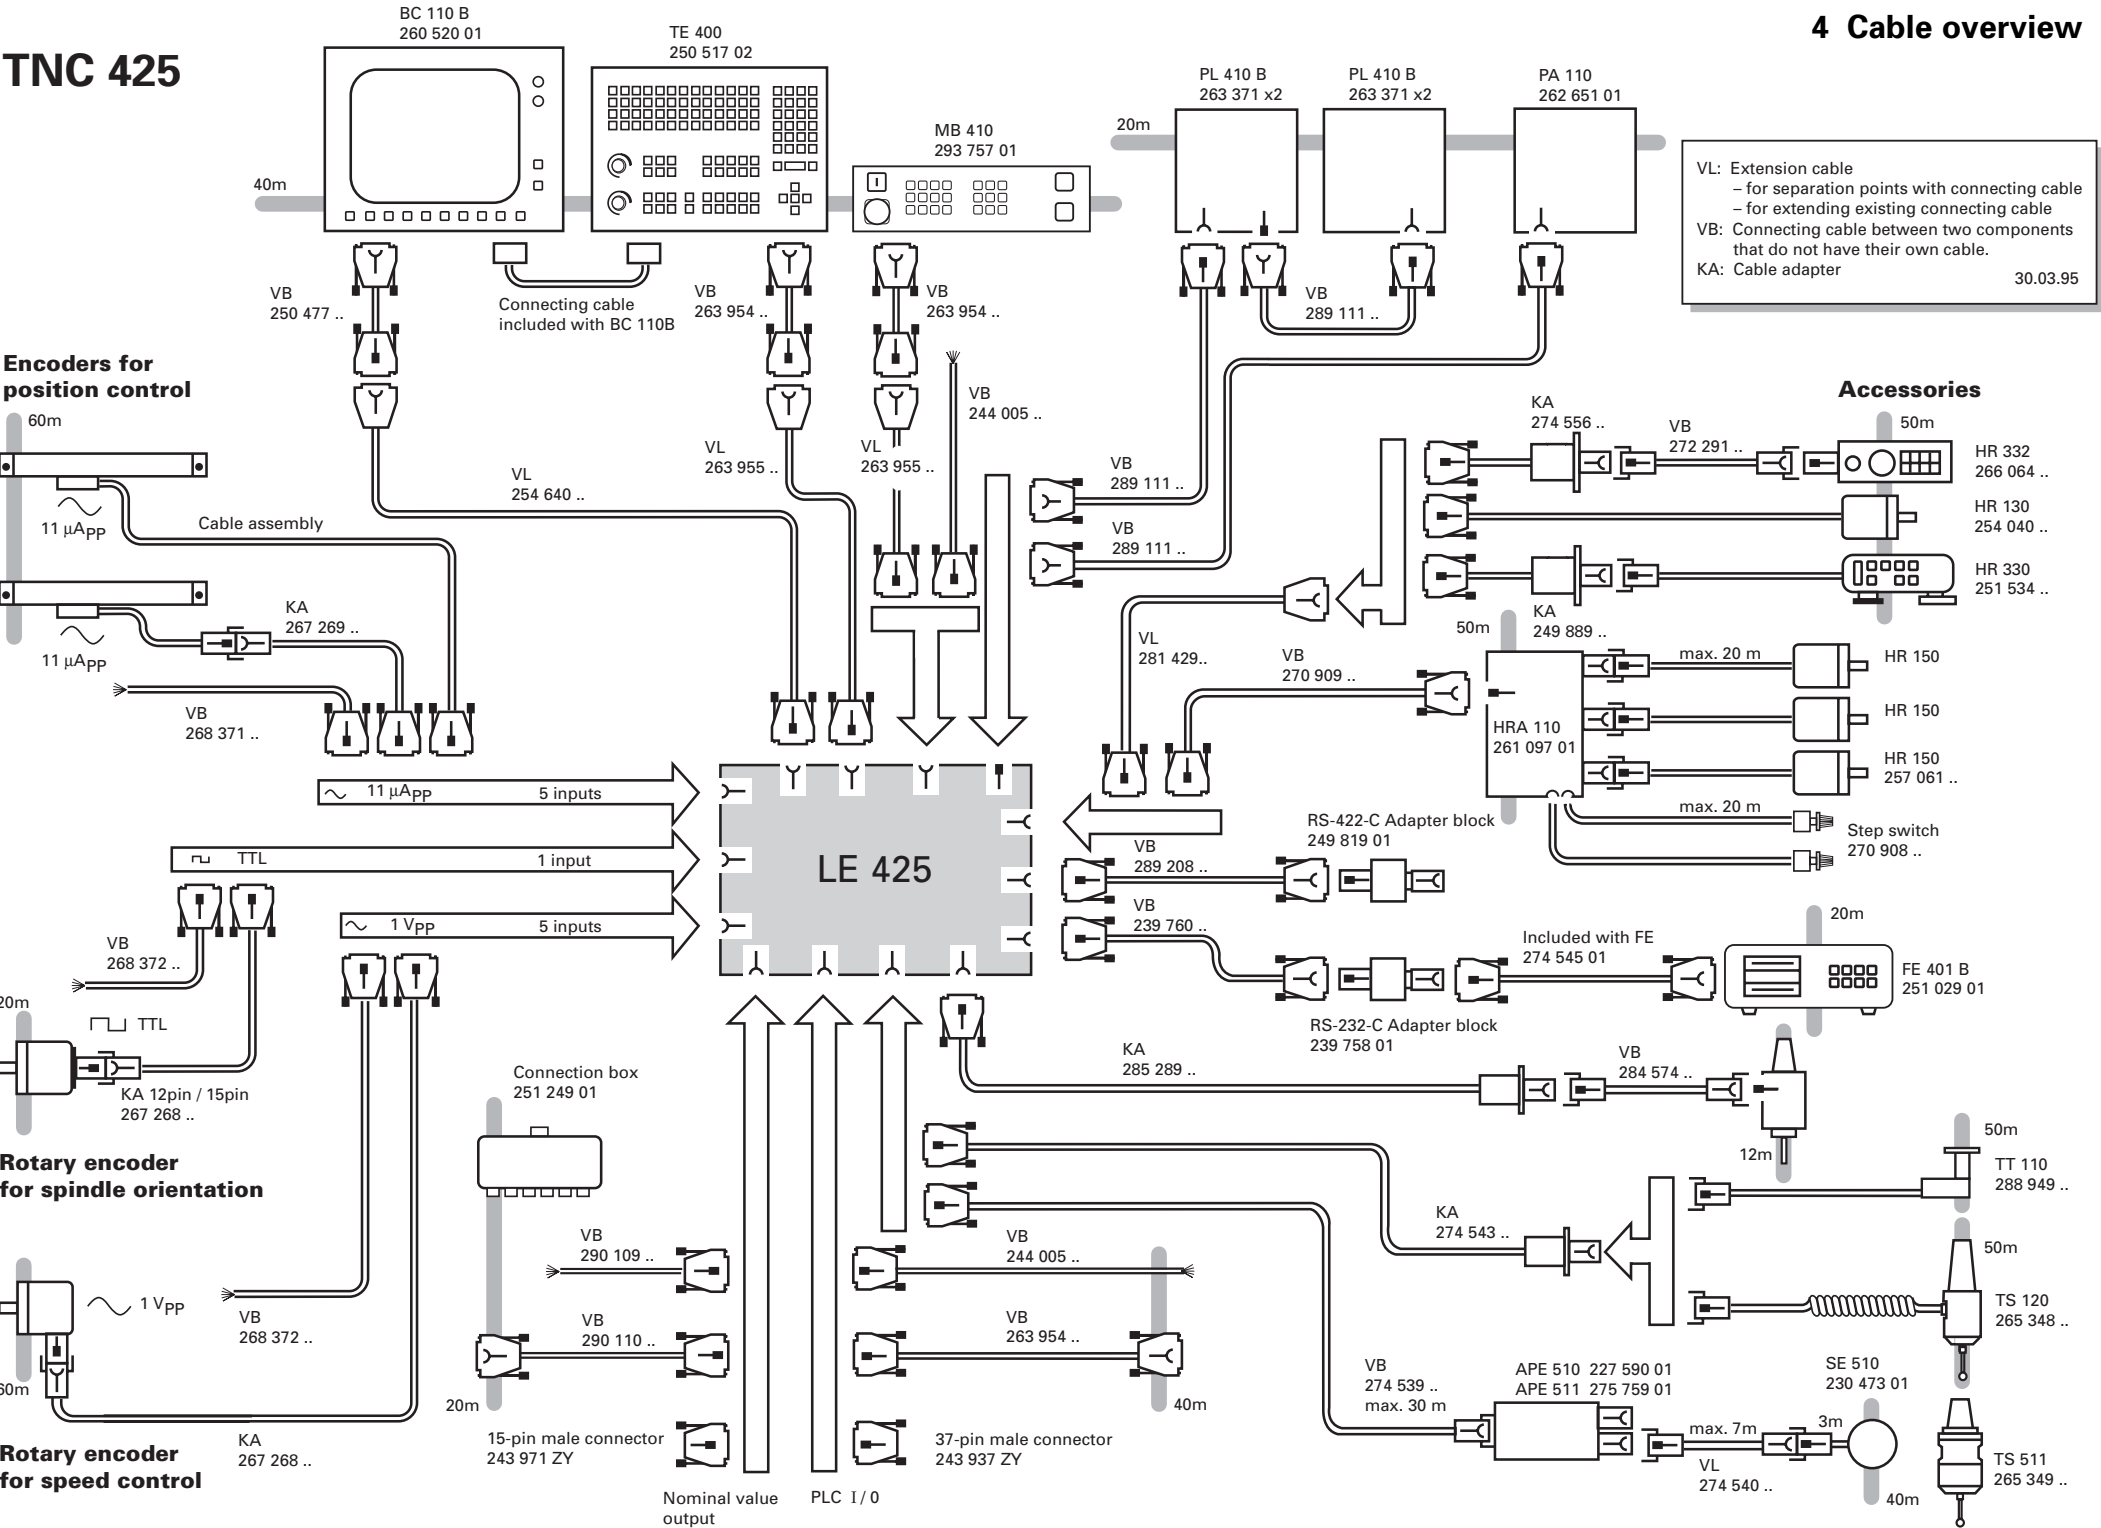 4 Cable overview
TNC 425
BC 110 B
260 520 01
TE 400
250 517 02
MB 410
293 757 01
PL 410 B
263 371 x2
PL 410 B
263 371 x2
PA 110
262 651 01
20m
40m
VL: Extension cable
– for separation points with connecting cable
– for extending existing connecting cable
VB: Connecting cable between two components
that do not have their own cable.
KA: Cable adapter
30.03.95
VB
250 477 ..
Connecting cable
included with BC 110B
VB
263 954 ..
VB
263 954 ..
VB
289 111 ..
Encoders for
position control
60m
VB
244 005 ..
VL
254 640 ..
VL
263 955 ..
VL
263 955 ..
VB
289 111 ..
VB
289 111 ..
11 µAPP
Cable assembly
KA
267 269 ..
11 µAPP
VB
268 371 ..
Accessories
KA
274 556 ..
VB
272 291 ..
50m
HR 332
266 064 ..
HR 130
254 040 ..
HR 330
251 534 ..
KA
249 889 ..
VL
281 429..
VB
270 909 ..
50m
HRA 110
261 097 01
max. 20 m
HR 150
HR 150
HR 150
257 061 ..
max. 20 m
Step switch
270 908 ..
11 µAPP
5 inputs
TTL
1 input
1 VPP
5 inputs
LE 425
RS-422-C Adapter block
249 819 01
VB
289 208 ..
VB
239 760 ..
Included with FE
274 545 01
20m
FE 401 B
251 029 01
RS-232-C Adapter block
239 758 01
VB
268 372 ..
20m
TTL
KA 12pin / 15pin
267 268 ..
Rotary encoder
for spindle orientation
Connection box
251 249 01
KA
285 289 ..
VB
284 574 ..
12m
50m
TT 110
288 949 ..
KA
274 543 ..
50m
TS 120
265 348 ..
VB
290 109 ..
VB
244 005 ..
1 VPP
VB
268 372 ..
VB
290 110 ..
VB
263 954 ..
60m
20m
40m
VB
274 539 ..
max. 30 m
APE 510 227 590 01
APE 511 275 759 01
SE 510
230 473 01
max. 7m
3m
VL
274 540 ..
40m
TS 511
265 349 ..
KA
267 268 ..
Rotary encoder
for speed control
15-pin male connector
243 971 ZY
37-pin male connector
243 937 ZY
Nominal value
output
PLC I / 0